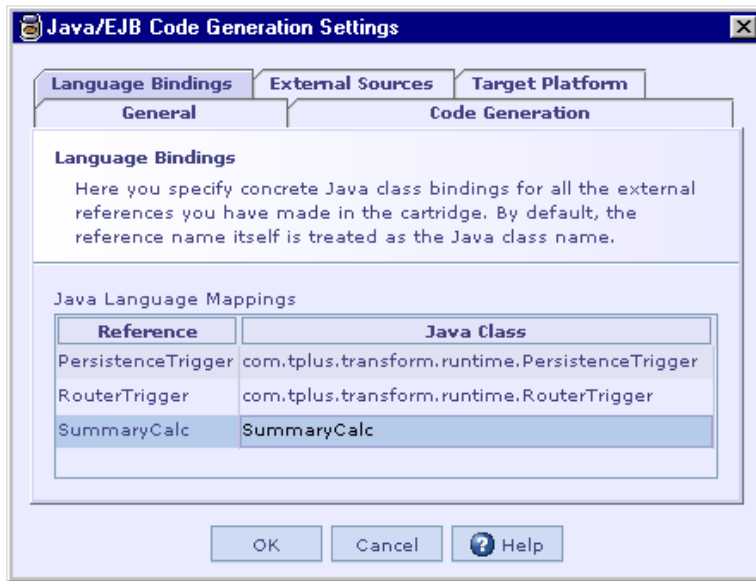 Java/EJB Code Generation Settings
Language Bindings External Sources Target Platform
General Code Generation
Language Bindings
Here you specify concrete Java class bindings for all the external
references you have made in the cartridge. By default, the
reference name itself is treated as the Java class name.
Java Language Mappings
Reference Java Class
PersistenceTrigger com.tplus.transform.runtime.PersistenceTrigger
RouterTrigger com.tplus.transform.runtime.RouterTrigger
SummaryCalc SummaryCalc
OK Cancel ? Help